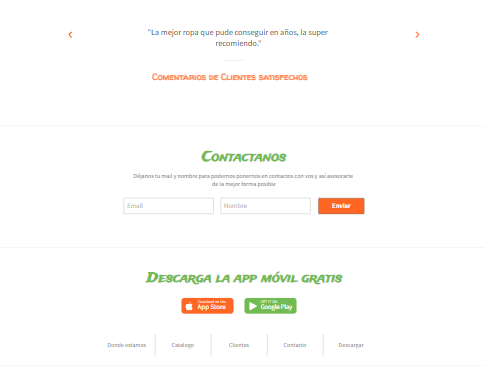 "La mejor ropa que pude conseguir en años, la super
recomiendo."
Comentarios de Clientes satisfechos
Contactanos
Déjanos tu mail y nombre para podernos ponernos en contactos con vos y así asesorarte
de la mejor forma posible
Email Nombre Enviar
Descarga la app móvil gratis
Download on the GET IT ON
App Store Google Play
Donde estamos Cataloge Clientes Contacto Descargar